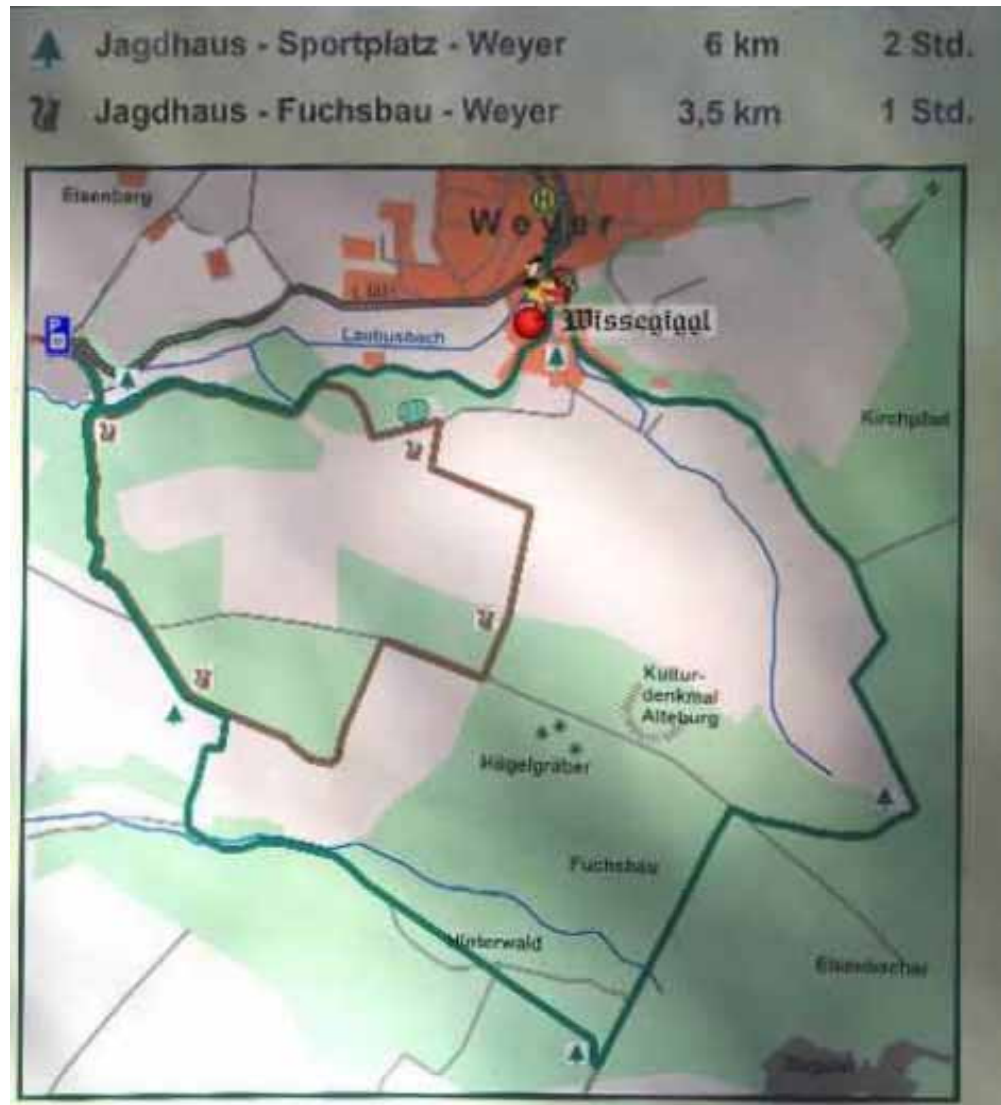 Jagdhaus - Sportplatz - Weyer 6 km 2 Std.
Jagdhaus - Fuchsbau - Weyer 3,5 km 1 Std.
Eisenberg
H
Weyer
P
Laubusbach
Wissegiggl
Kultur-
denkmal
Alteburg
Hügelgräber
Fuchsbau
Hinterwald